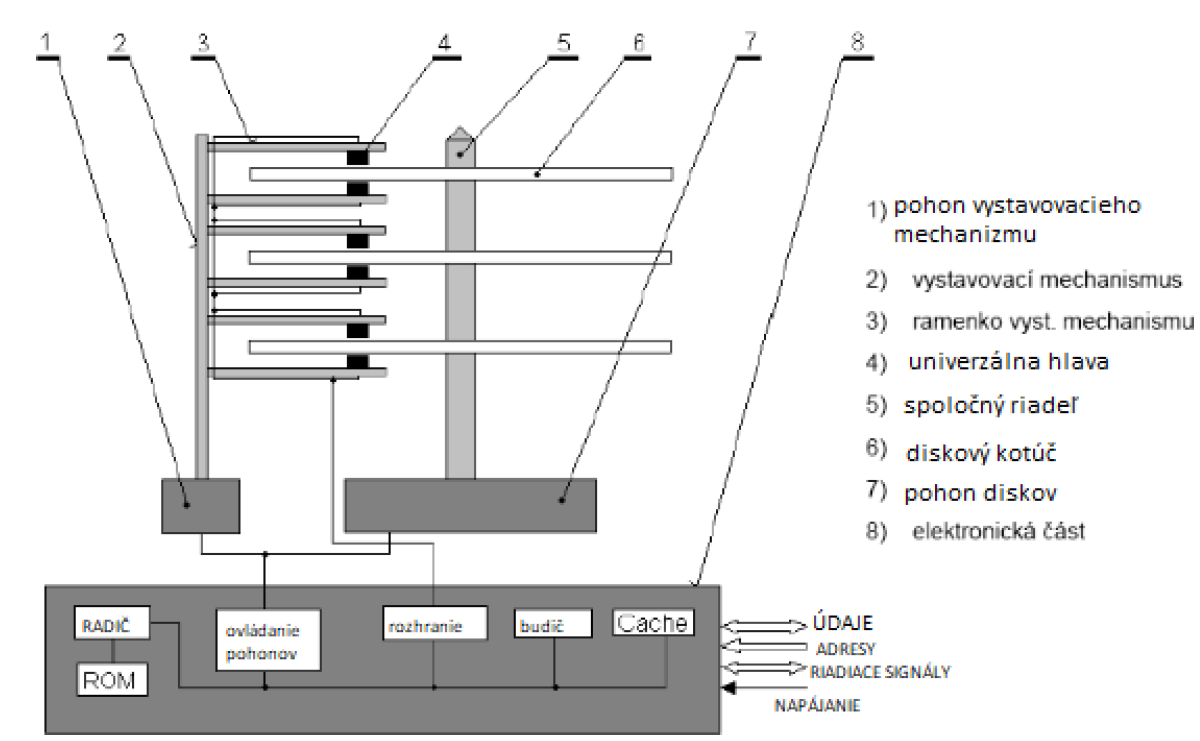 1 2 3 4 5 6 7 8
1) pohon vystavovacieho
mechanizmu
2) vystavovací mechanismus
3) ramenko vyst. mechanismu
4) univerzálna hlava
5) spoločný riadeľ
6) diskový kotúč
7) pohon diskov
8) elektronická část
RADIČ
ROM
ovládanie
pohonov
rozhranie
budič
Cache
ÚDAJE
ADRESY
RIADIACE SIGNÁLY
NAPÁJANIE